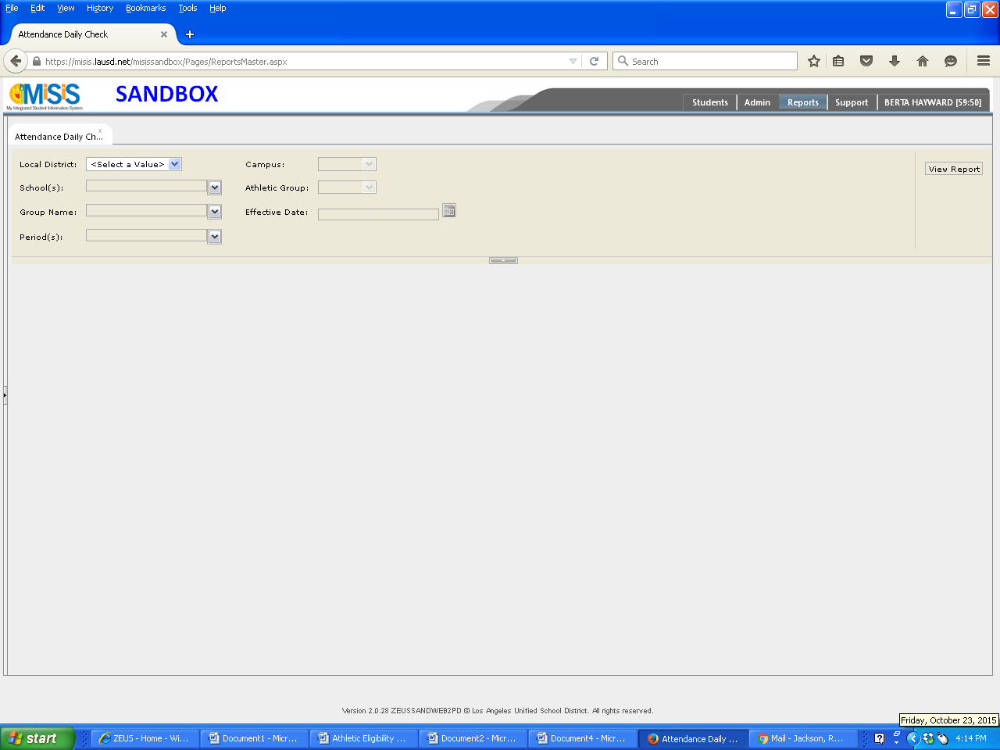 File Edit View History Bookmarks Tools Help
Attendance Daily Check
https://misis.lausd.net/misissandbox/Pages/ReportsMaster.aspx
Search
MiSiS
My Integrated Student Information System
SANDBOX
Students Admin Reports Support BERTA HAYWARD [59:50]
x
Attendance Daily Ch...
Local District: <Select a Value> Campus:
View Report
School(s): Athletic Group:
Group Name: Effective Date:
Period(s):
Version 2.0.28 ZEUSSANDWEB2PD © Los Angeles Unified School District. All rights reserved.
Friday, October 23, 2015
start ZEUS - Home - Wi... Document1 - Micr... Athletic Eligibility ... Document2 - Micr... Document4 - Micr... Attendance Daily ... Mail - Jackson, R... 4:14 PM